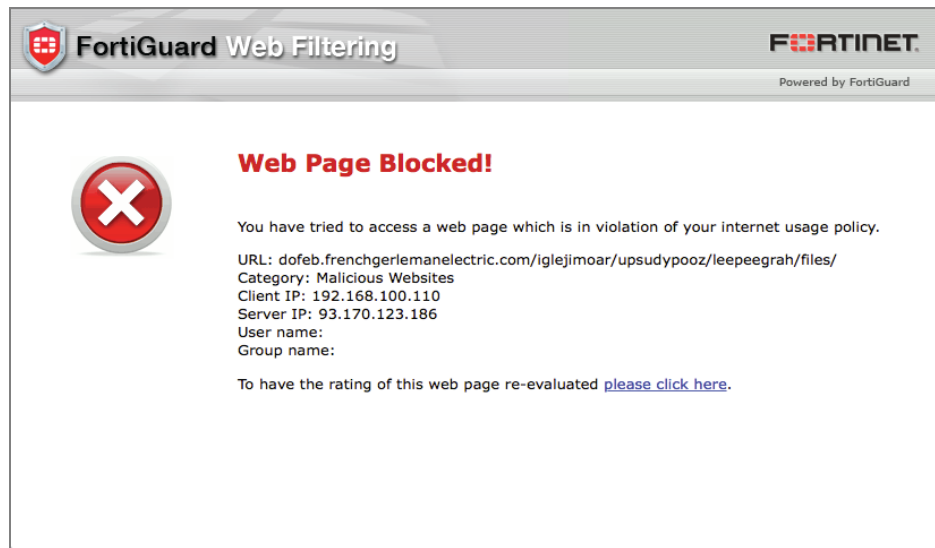 FortiGuard Web Filtering
FORTINET
Powered by FortiGuard
Web Page Blocked!
You have tried to access a web page which is in violation of your internet usage policy.
URL: dofeb.frenchgerlemanelectric.com/iglejimoar/upsudypooz/leepeegrah/files/
Category: Malicious Websites
Client IP: 192.168.100.110
Server IP: 93.170.123.186
User name:
Group name:
To have the rating of this web page re-evaluated please click here.